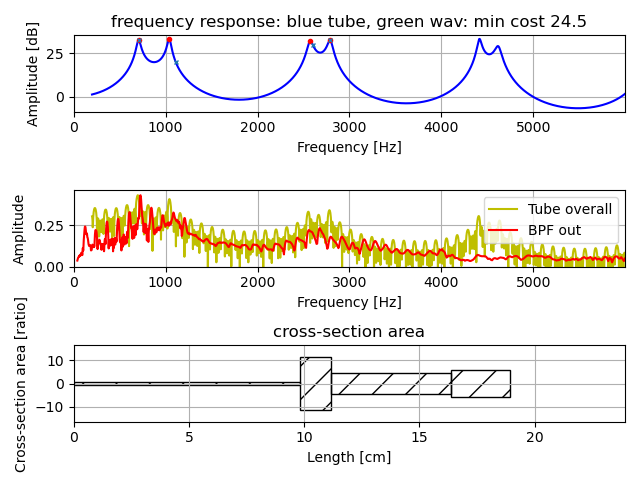 frequency response: blue tube, green wav: min cost 24.5
Amplitude [dB]
25
0
0 1000 2000 3000 4000 5000
Frequency [Hz]
Amplitude
0.25
0.00
Tube overall
BPF out
0 1000 2000 3000 4000 5000
Frequency [Hz]
cross-section area
Cross-section area [ratio]
10
0
−10
0 5 10 15 20
Length [cm]